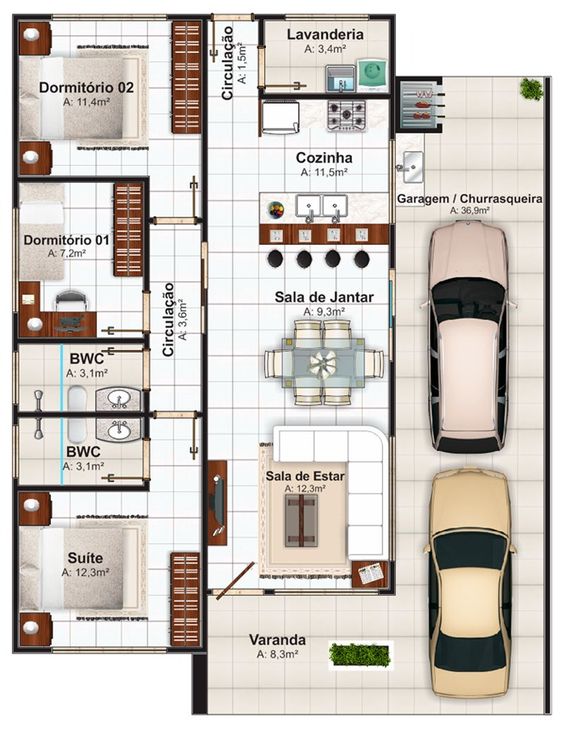 Lavanderia
A: 3,4m²
Circulação
A: 1,5m²
Dormitório 02
A: 11,4m²
Cozinha
A: 11,5m²
Garagem / Churrasqueira
A: 36,9m²
Dormitório 01
A: 7,2m²
Sala de Jantar
A: 9,3m²
Circulação
A: 3,6m²
BWC
A: 3,1m²
BWC
A: 3,1m²
Sala de Estar
A: 12,3m²
Suíte
A: 12,3m²
Varanda
A: 8,3m²